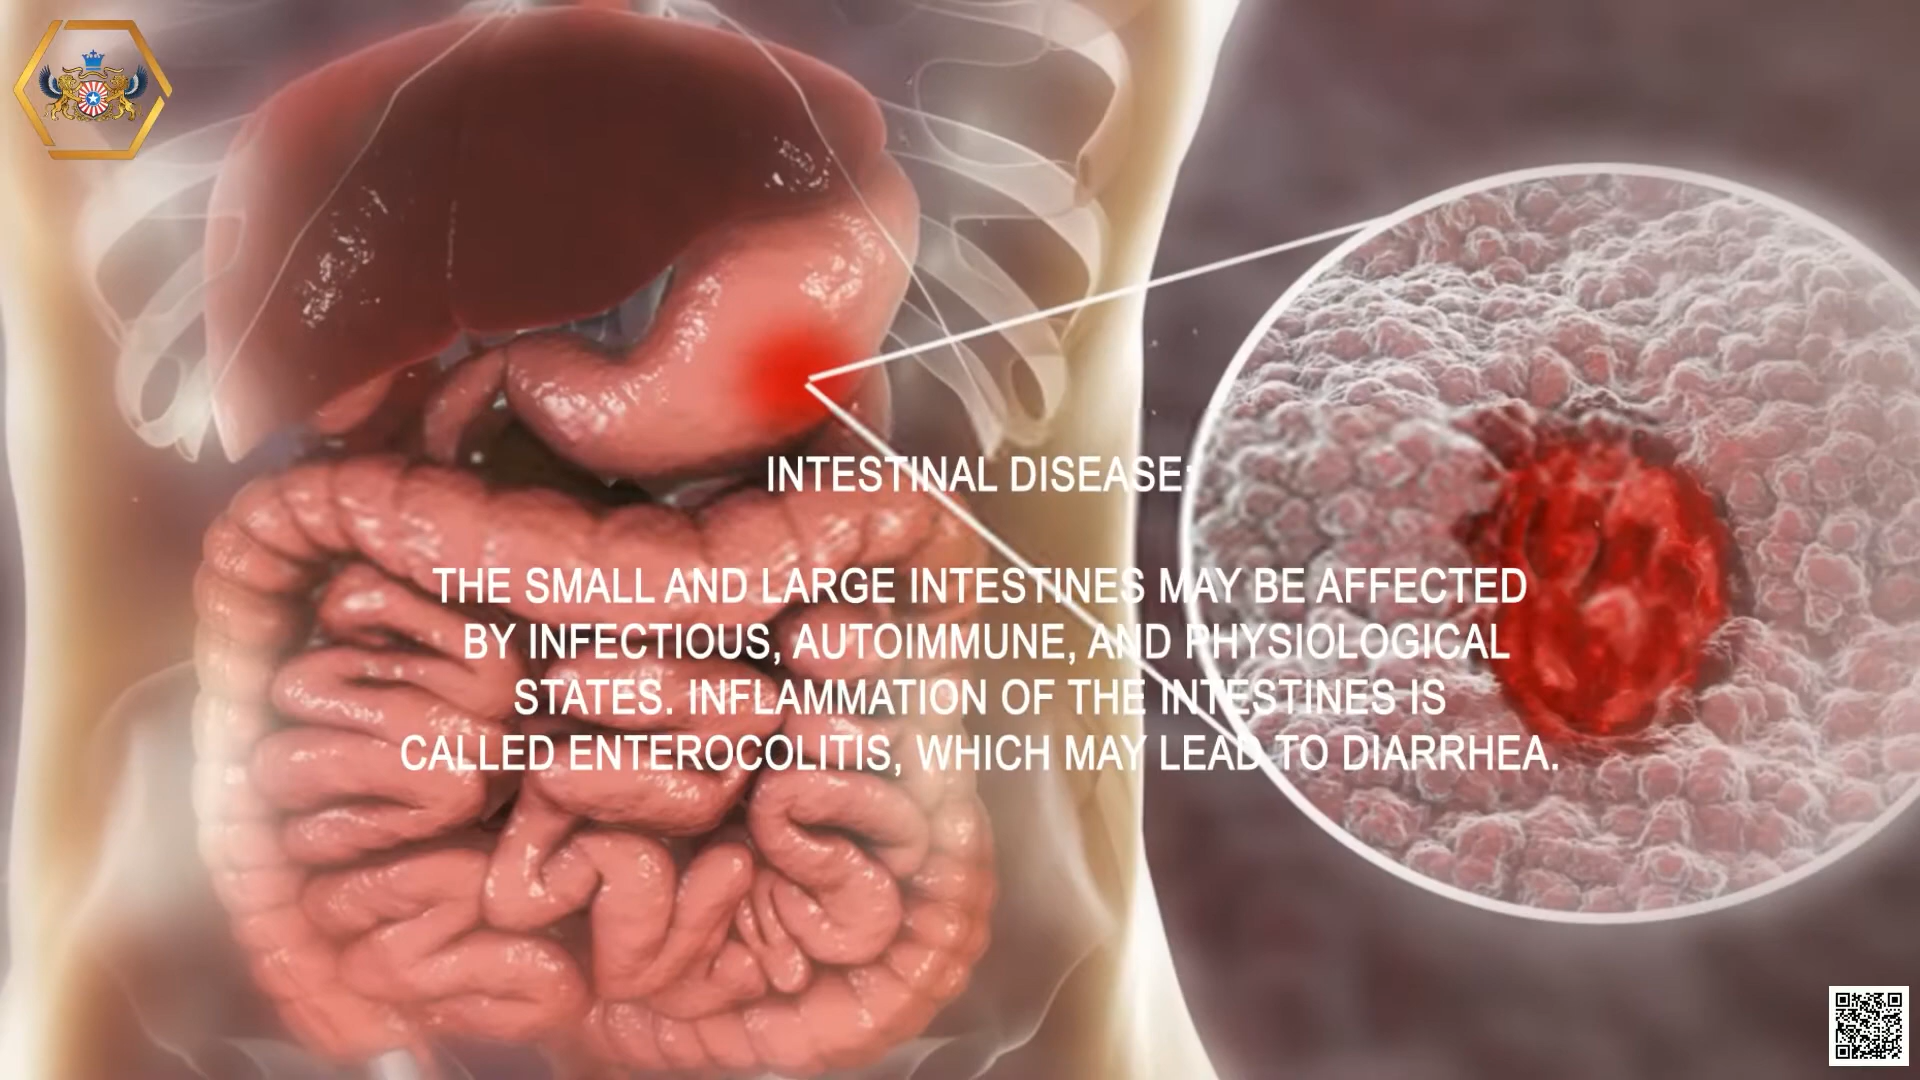 INTESTINAL DISEASE:
THE SMALL AND LARGE INTESTINES MAY BE AFFECTED
BY INFECTIOUS, AUTOIMMUNE, AND PHYSIOLOGICAL
STATES. INFLAMMATION OF THE INTESTINES IS
CALLED ENTEROCOLITIS, WHICH MAY LEAD TO DIARRHEA.